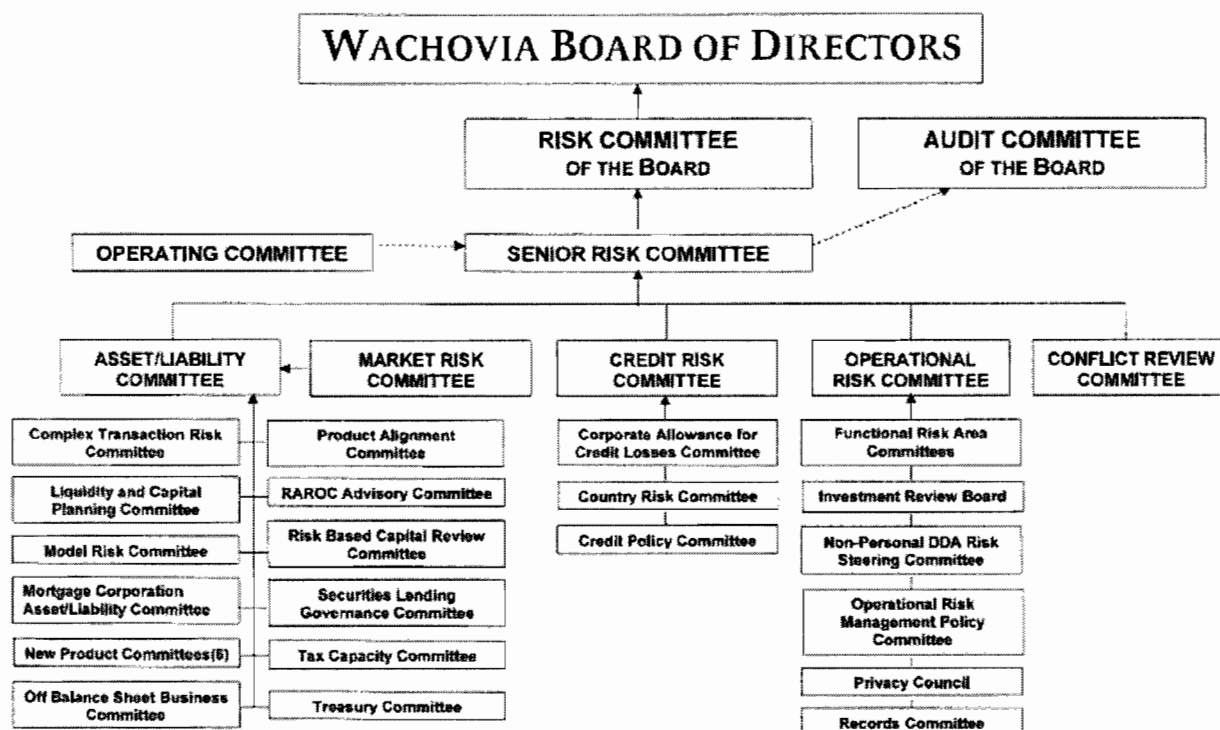 WACHOVIA BOARD OF DIRECTORS
RISK COMMITTEE
OF THE BOARD
AUDIT COMMITTEE
OF THE BOARD
OPERATING COMMITTEE
SENIOR RISK COMMITTEE
ASSET/LIABILITY
COMMITTEE
MARKET RISK
COMMITTEE
CREDIT RISK
COMMITTEE
OPERATIONAL
RISK COMMITTEE
CONFLICT REVIEW
COMMITTEE
Complex Transaction Risk
Committee
Liquidity and Capital
Planning Committee
Model Risk Committee
Mortgage Corporation
Asset/Liability Committee
New Product Committees(6)
Off Balance Sheet Business
Committee
Product Alignment
Committee
RAROC Advisory Committee
Risk Based Capital Review
Committee
Securities Lending
Governance Committee
Tax Capacity Committee
Treasury Committee
Corporate Allowance for
Credit Losses Committee
Country Risk Committee
Credit Policy Committee
Functional Risk Area
Committees
Investment Review Board
Non-Personal DDA Risk
Steering Committee
Operational Risk
Management Policy
Committee
Privacy Council
Records Committee